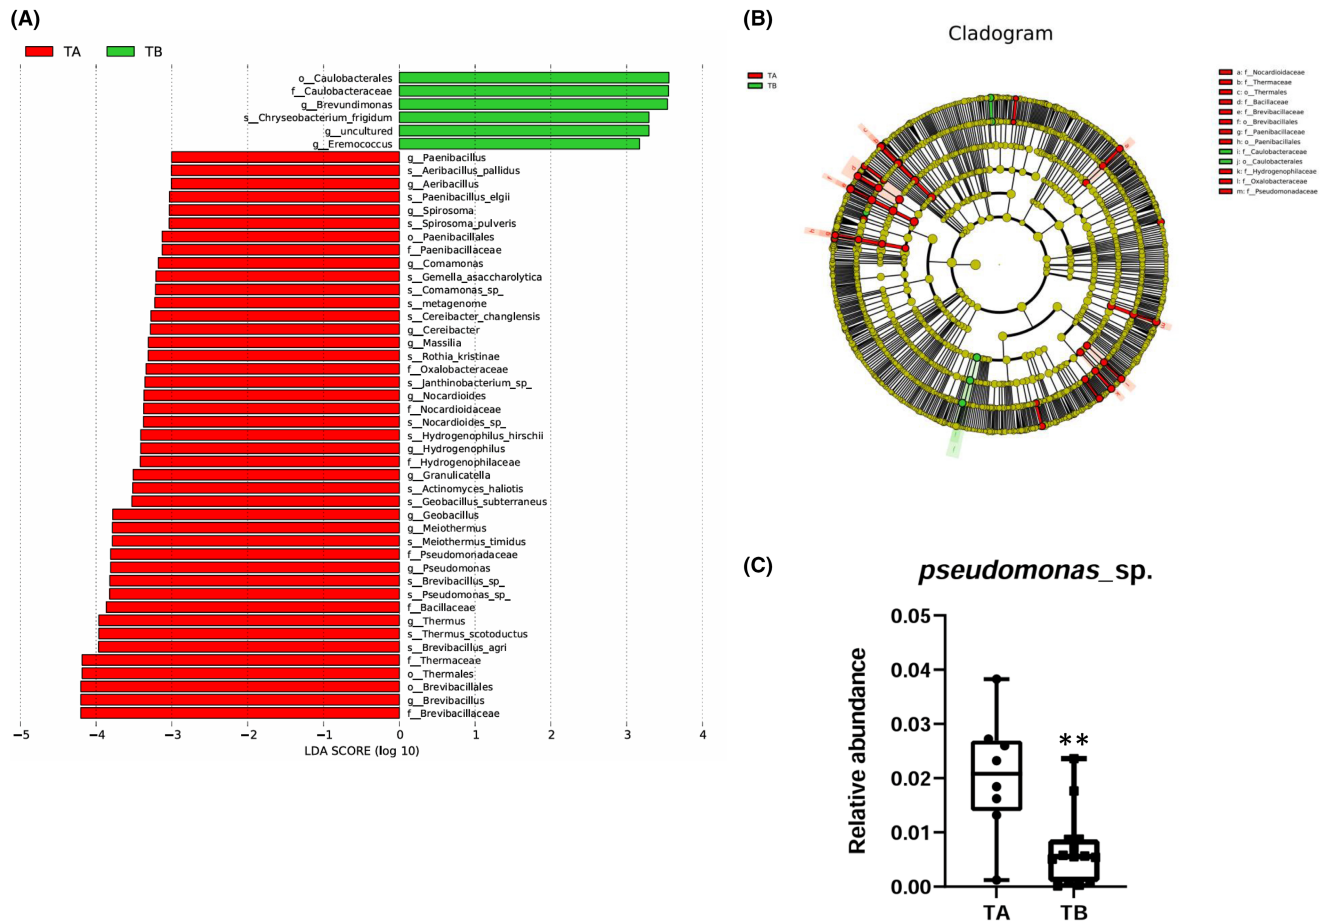 (A)
TA TB
o__Caulobacterales
f__Caulobacteraceae
g__Brevundimonas
s__Chryseobacterium_frigidum
g__uncultured
g__Eremococcus
g__Paenibacillus
s__Aeribacillus_pallidus
g__Aeribacillus
s__Paenibacillus_elgii
g__Spirosoma
s__Spirosoma_pulveris
o__Paenibacillales
f__Paenibacillaceae
g__Comamonas
s__Gemella_asaccharolytica
s__Comamonas_sp_
s__metagenome
s__Cereibacter_changlensis
g__Cereibacter
g__Massilia
s__Rothia_kristinae
f__Oxalobacteraceae
s__Janthinobacterium_sp_
g__Nocardioides
f__Nocardioidaceae
s__Nocardioides_sp_
s__Hydrogenophilus_hirschii
g__Hydrogenophilus
f__Hydrogenophilaceae
g__Granulicatella
s__Actinomyces_haliotis
s__Geobacillus_subterraneus
g__Geobacillus
g__Meiothermus
s__Meiothermus_timidus
f__Pseudomonadaceae
g__Pseudomonas
s__Brevibacillus_sp_
s__Pseudomonas_sp_
f__Bacillaceae
g__Thermus
s__Thermus_scotoductus
s__Brevibacillus_agri
f__Thermaceae
o__Thermales
o__Brevibacillales
g__Brevibacillus
f__Brevibacillaceae
−5 −4 −3 −2 −1 0 1 2 3 4
LDA SCORE (log 10)
(B)
Cladogram
TA
TB
a: f__Nocardioidaceae
b: f__Thermaceae
c: o__Thermales
d: f__Bacillaceae
e: f__Brevibacillaceae
f: o__Brevibacillales
g: f__Paenibacillaceae
h: o__Paenibacillales
i: f__Caulobacteraceae
j: o__Caulobacterales
k: f__Hydrogenophilaceae
l: f__Oxalobacteraceae
m: f__Pseudomonadaceae
(C)
pseudomonas_sp.
Relative abundance
0.05
0.04
0.03
0.02
0.01
0.00
**
TA TB